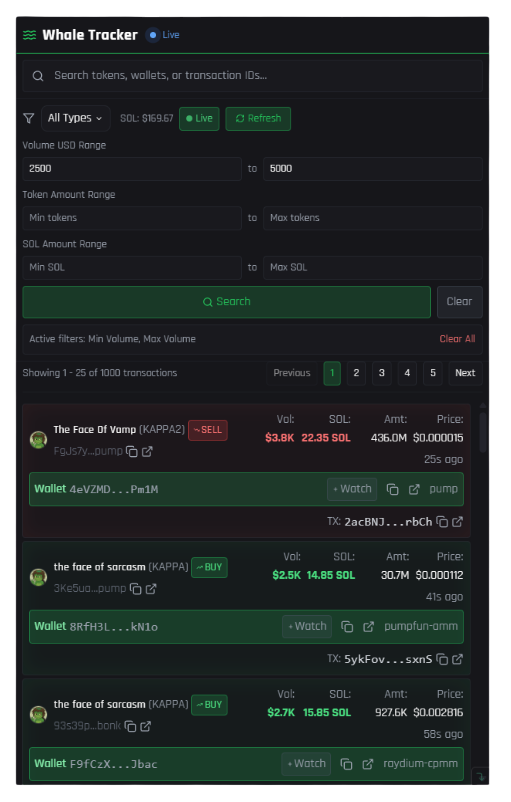 Whale Tracker Live
Search tokens, wallets, or transaction IDs...
All Types SOL: $169.67 Live Refresh
Volume USD Range
2500 to 5000
Token Amount Range
Min tokens to Max tokens
SOL Amount Range
Min SOL to Max SOL
Search Clear
Active filters: Min Volume, Max Volume Clear All
Showing 1 - 25 of 1000 transactions Previous 1 2 3 4 5 Next
Vol: SOL: Amt: Price:
The Face Of Vamp (KAPPA2) SELL $3.8K 22.35 SOL 436.0M $0.000015
FgJs7y...pump 25s ago
Wallet 4eVZMD...Pm1M + Watch pump
TX: 2acBNJ...rbCh
Vol: SOL: Amt: Price:
the face of sarcasm (KAPPA) BUY $2.5K 14.85 SOL 30.7M $0.000112
3Ke5ua...pump 41s ago
Wallet 8RfH3L...kN1o + Watch pumpfun-amm
TX: 5ykFov...sxnS
Vol: SOL: Amt: Price:
the face of sarcasm (KAPPA) BUY $2.7K 15.85 SOL 927.6K $0.002816
93s39p...bonk 58s ago
Wallet F9fCzX...Jbac + Watch raydium-cpmm